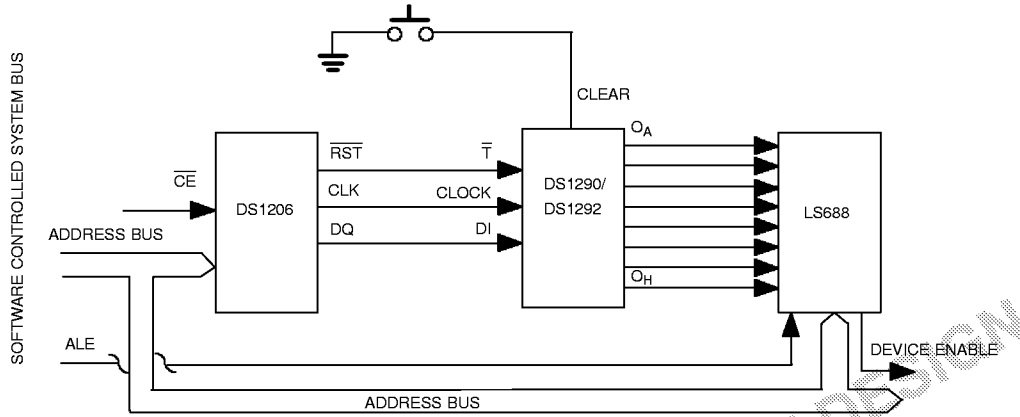 SOFTWARE CONTROLLED SYSTEM BUS
CLEAR
RST
T
OA
CE
CLK
CLOCK
DS1290/
DS1292
DS1206
LS688
DQ
DI
ADDRESS BUS
OH
ALE
DEVICE ENABLE
ADDRESS BUS
DESIGN